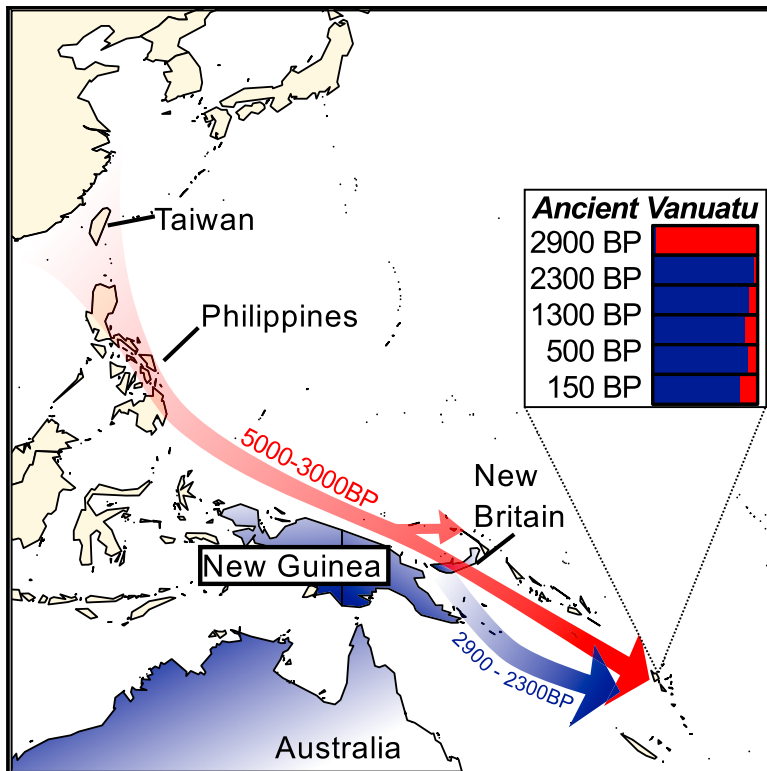 Ancient Vanuatu
2900 BP
2300 BP
1300 BP
500 BP
150 BP
Taiwan
Philippines
5000-3000BP
New
Britain
New Guinea
2900 - 2300BP
Australia